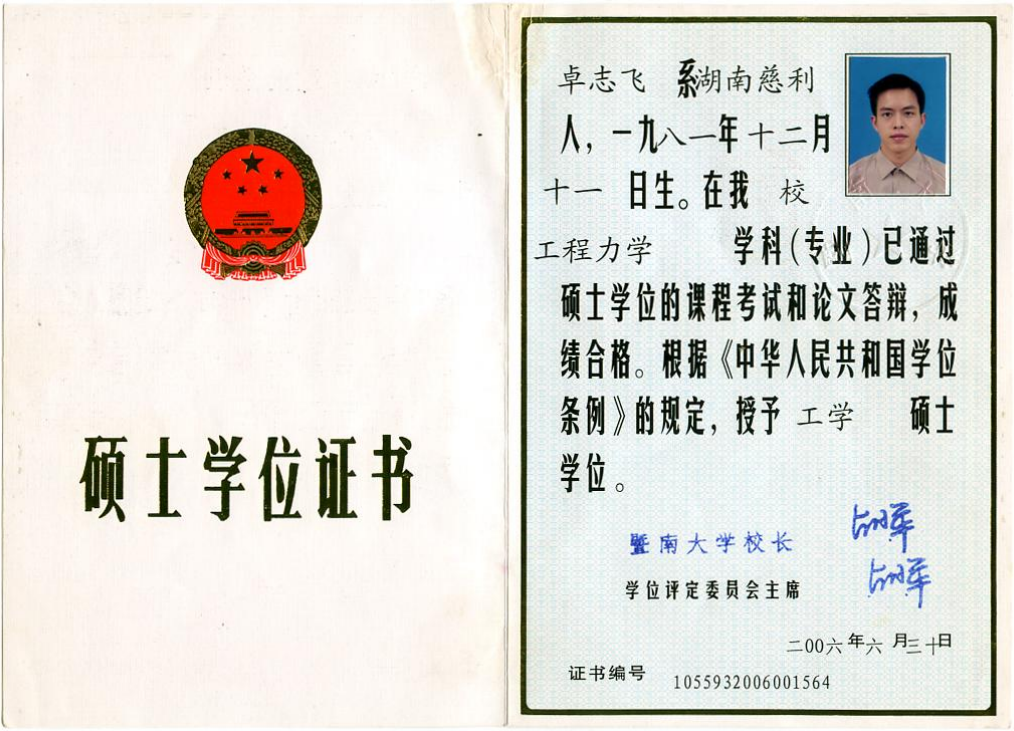 硕士学位证书
卓志飞 系湖南慈利
人，一九八一年十二月
十一 日生。在我 校
工程力学 学科(专业)已通过
硕士学位的课程考试和论文答辩，成
绩合格。根据《中华人民共和国学位
条例》的规定，授予 工学 硕士
学位。
暨南大学校长
学位评定委员会主席
二00六年六月三十日
证书编号 1055932006001564